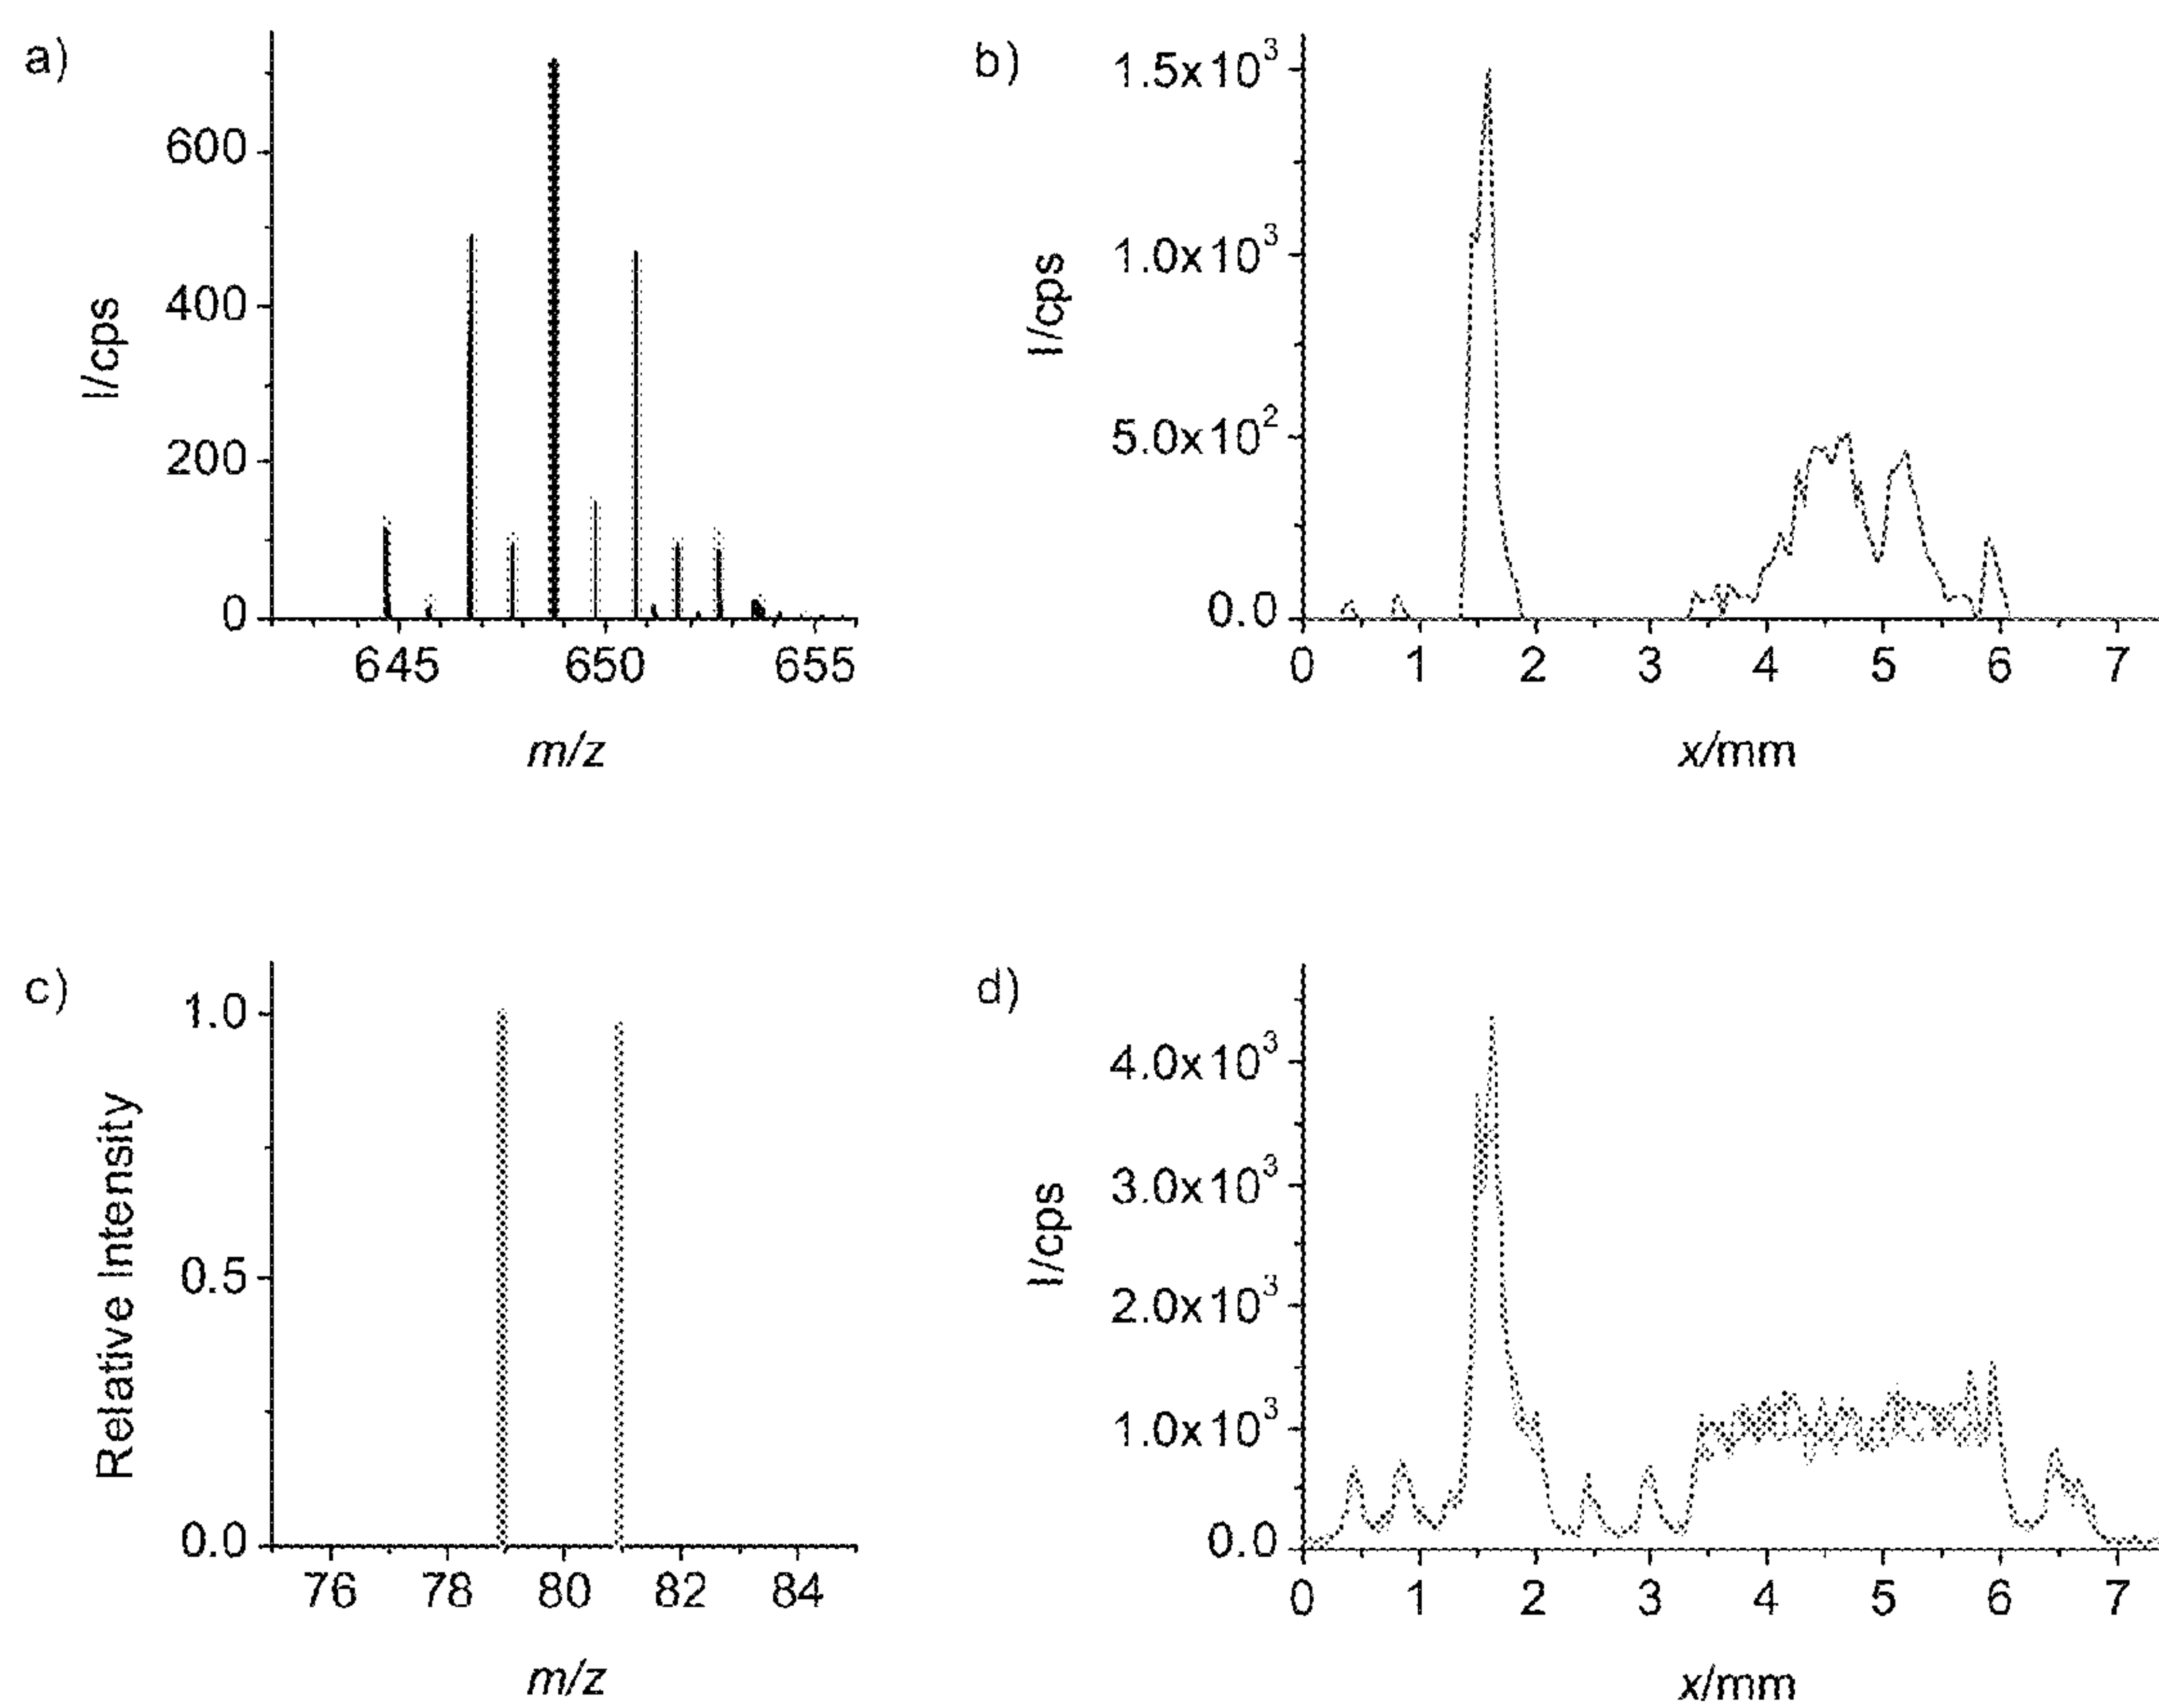 a)
I/cps
600
400
200
0
645 650 655
m/z
b)
I/cps
1.5x10³
1.0x10³
5.0x10²
0.0
0 1 2 3 4 5 6 7
x/mm
c)
Relative Intensity
1.0
0.5
0.0
76 78 80 82 84
m/z
d)
I/cps
4.0x10³
3.0x10³
2.0x10³
1.0x10³
0.0
0 1 2 3 4 5 6 7
x/mm